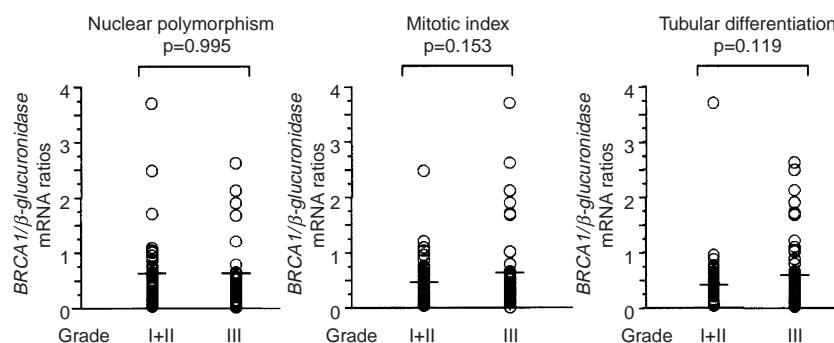 Nuclear polymorphism
p=0.995
BRCA1/β-glucuronidase
mRNA ratios
4
3
2
1
0
Grade I+II III
Mitotic index
p=0.153
BRCA1/β-glucuronidase
mRNA ratios
4
3
2
1
0
Grade I+II III
Tubular differentiation
p=0.119
BRCA1/β-glucuronidase
mRNA ratios
4
3
2
1
0
Grade I+II III